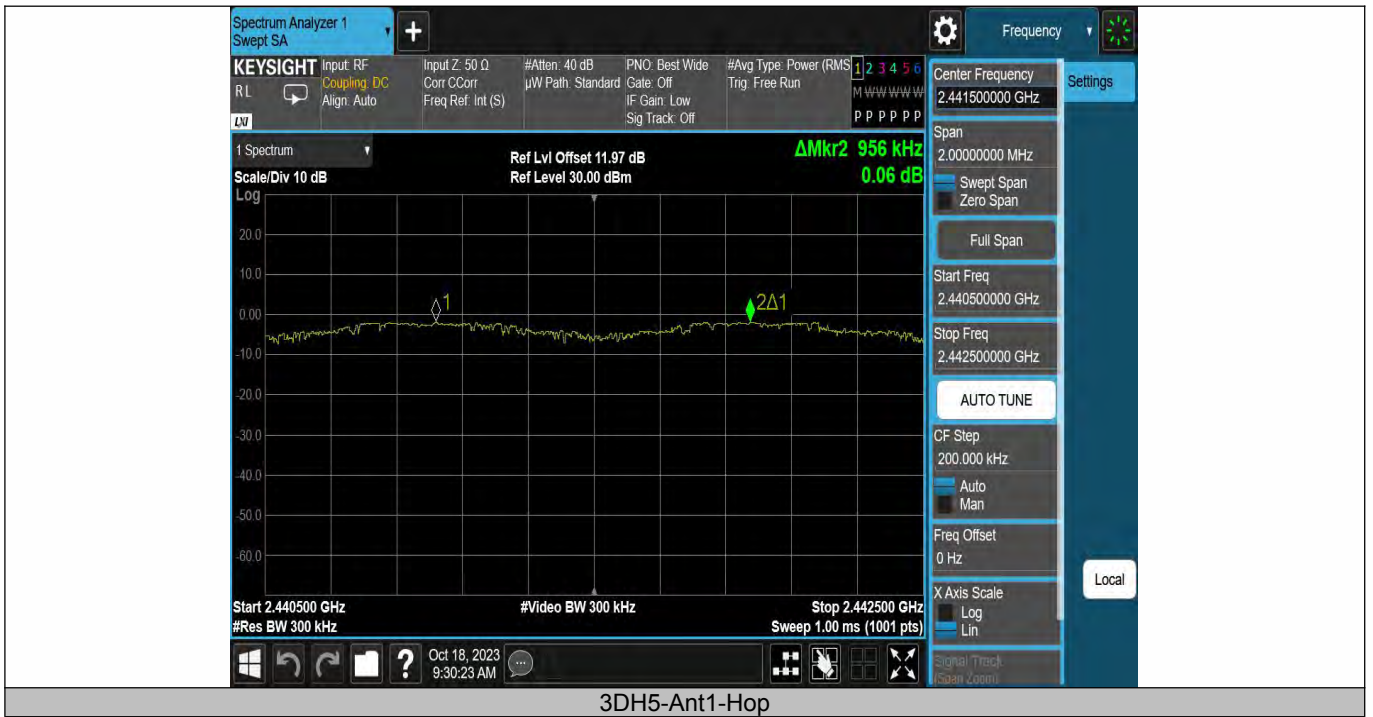 Spectrum Analyzer 1
Swept SA
+
Frequency
KEYSIGHT
RL
LXI
Input: RF
Coupling: DC
Align: Auto
Input Z: 50 Ω
Corr CCorr
Freq Ref: Int (S)
#Atten: 40 dB
µW Path: Standard
PNO: Best Wide
Gate: Off
IF Gain: Low
Sig Track: Off
#Avg Type: Power (RMS
Trig: Free Run
1 2 3 4 5 6
M W W W W W
P P P P P P
1 Spectrum
Scale/Div 10 dB
Log
Ref Lvl Offset 11.97 dB
Ref Level 30.00 dBm
ΔMkr2 956 kHz
0.06 dB
20.0
10.0
0.00
-10.0
-20.0
-30.0
-40.0
-50.0
-60.0
1
2Δ1
Start 2.440500 GHz
#Res BW 300 kHz
#Video BW 300 kHz
Stop 2.442500 GHz
Sweep 1.00 ms (1001 pts)
?
Oct 18, 2023
9:30:23 AM
Center Frequency
2.441500000 GHz
Settings
Span
2.00000000 MHz
Swept Span
Zero Span
Full Span
Start Freq
2.440500000 GHz
Stop Freq
2.442500000 GHz
AUTO TUNE
CF Step
200.000 kHz
Auto
Man
Freq Offset
0 Hz
Local
X Axis Scale
Log
Lin
Signal Track
(Span Zoom)
3DH5-Ant1-Hop